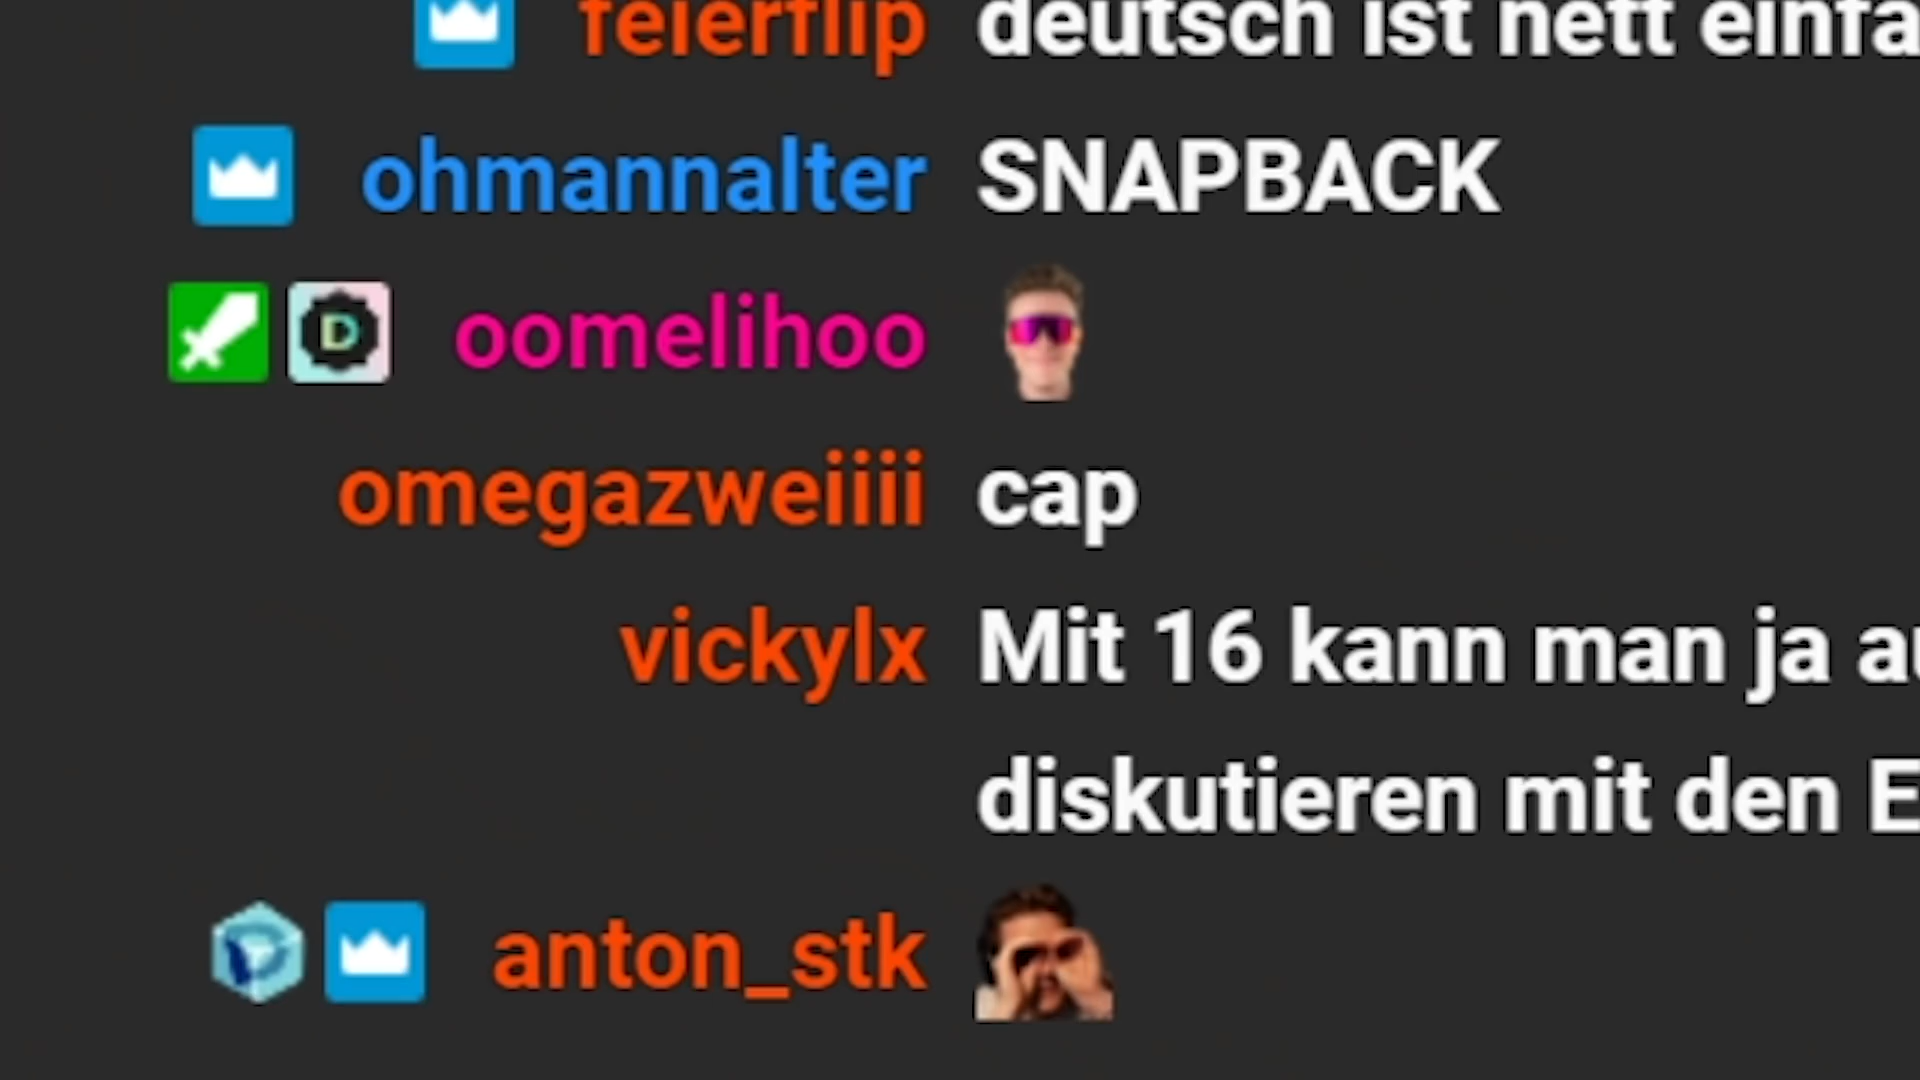 feierflip deutsch ist nett
ohmannalter SNAPBACK
D oomelihoo
omegazweiiii cap
vickylx Mit 16 kann man ja
diskutieren mit den
anton_stk